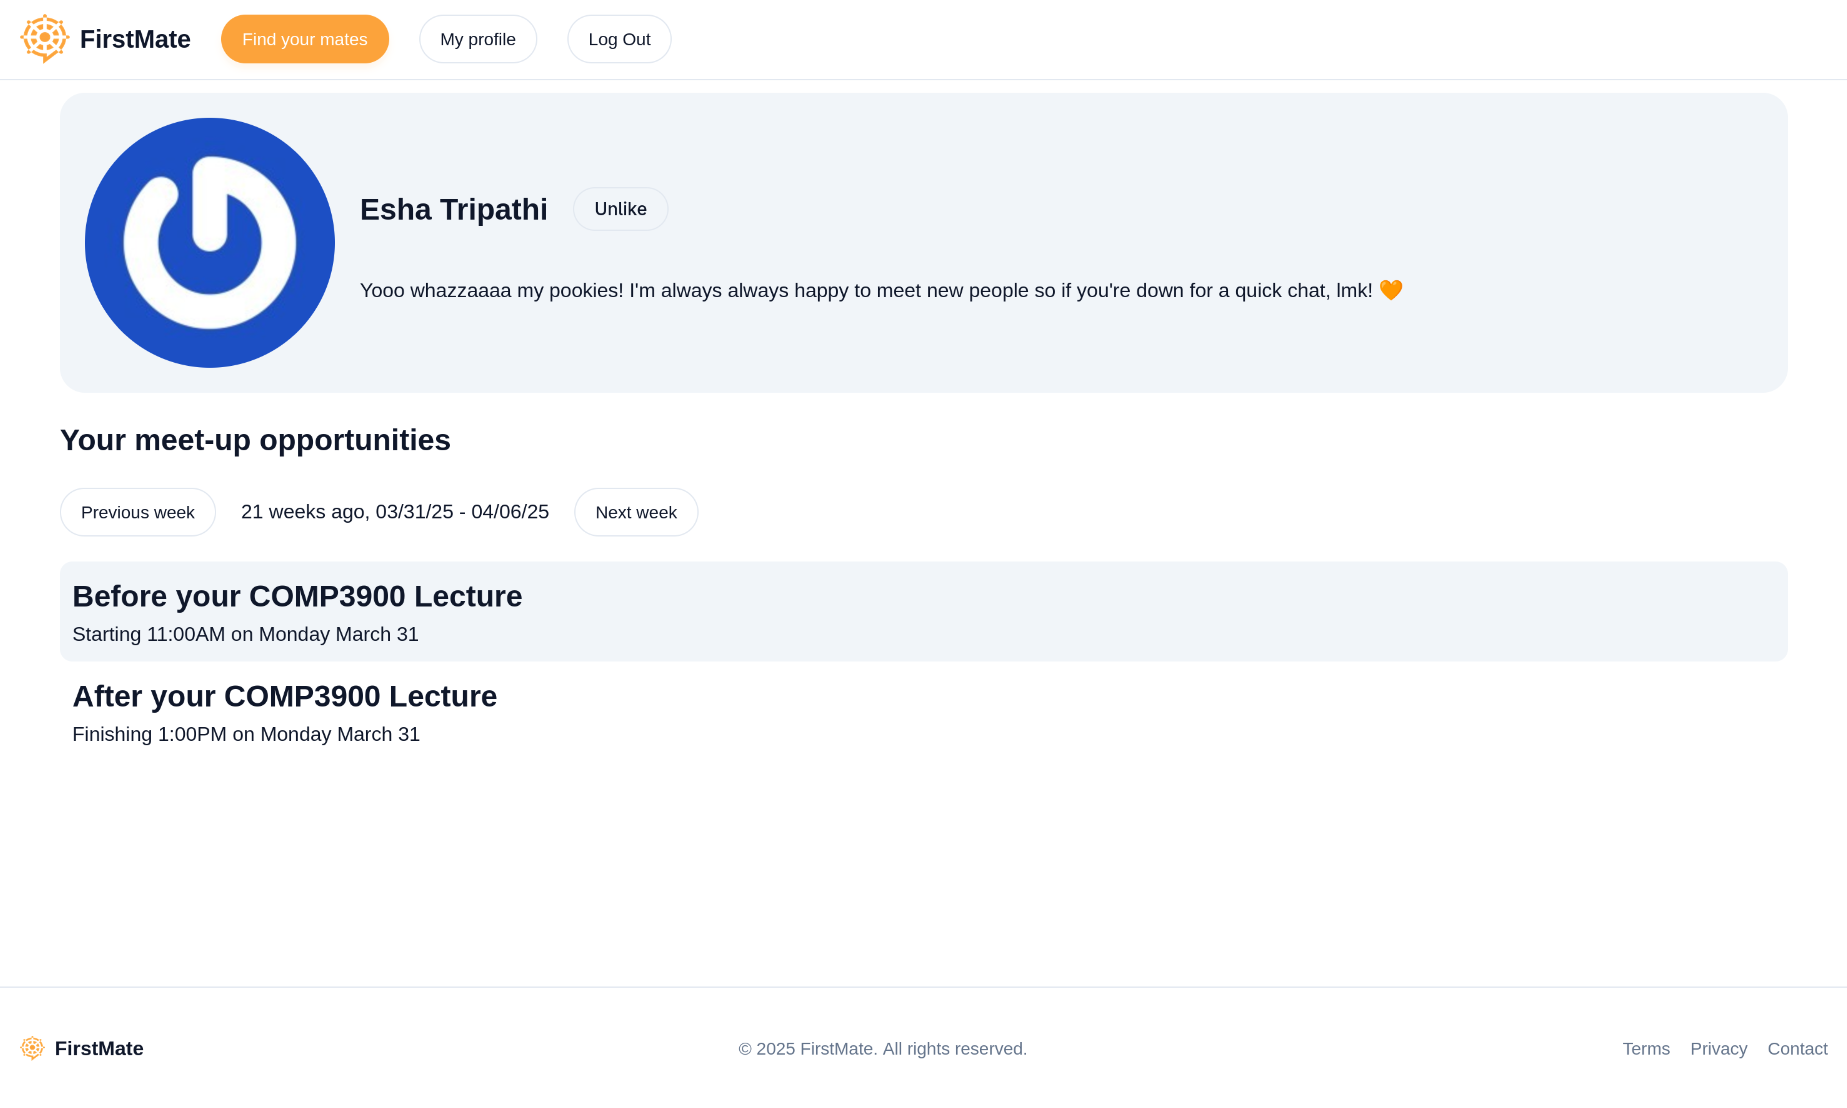 FirstMate
Find your mates
My profile
Log Out
Esha Tripathi
Unlike
Yooo whazzaaaa my pookies! I'm always always happy to meet new people so if you're down for a quick chat, lmk! 🧡
Your meet-up opportunities
Previous week
21 weeks ago, 03/31/25 - 04/06/25
Next week
Before your COMP3900 Lecture
Starting 11:00AM on Monday March 31
After your COMP3900 Lecture
Finishing 1:00PM on Monday March 31
FirstMate
© 2025 FirstMate. All rights reserved.
Terms
Privacy
Contact